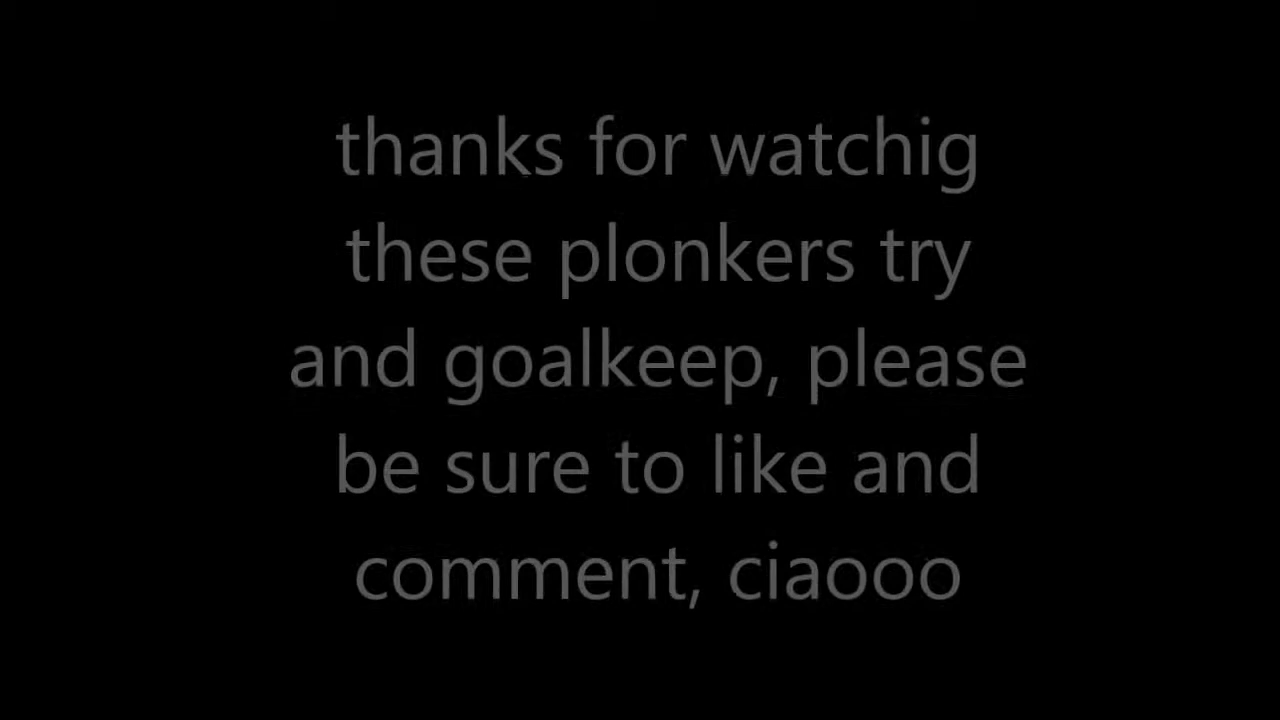 thanks for watchig
these plonkers try
and goalkeep, please
be sure to like and
comment, ciaooo